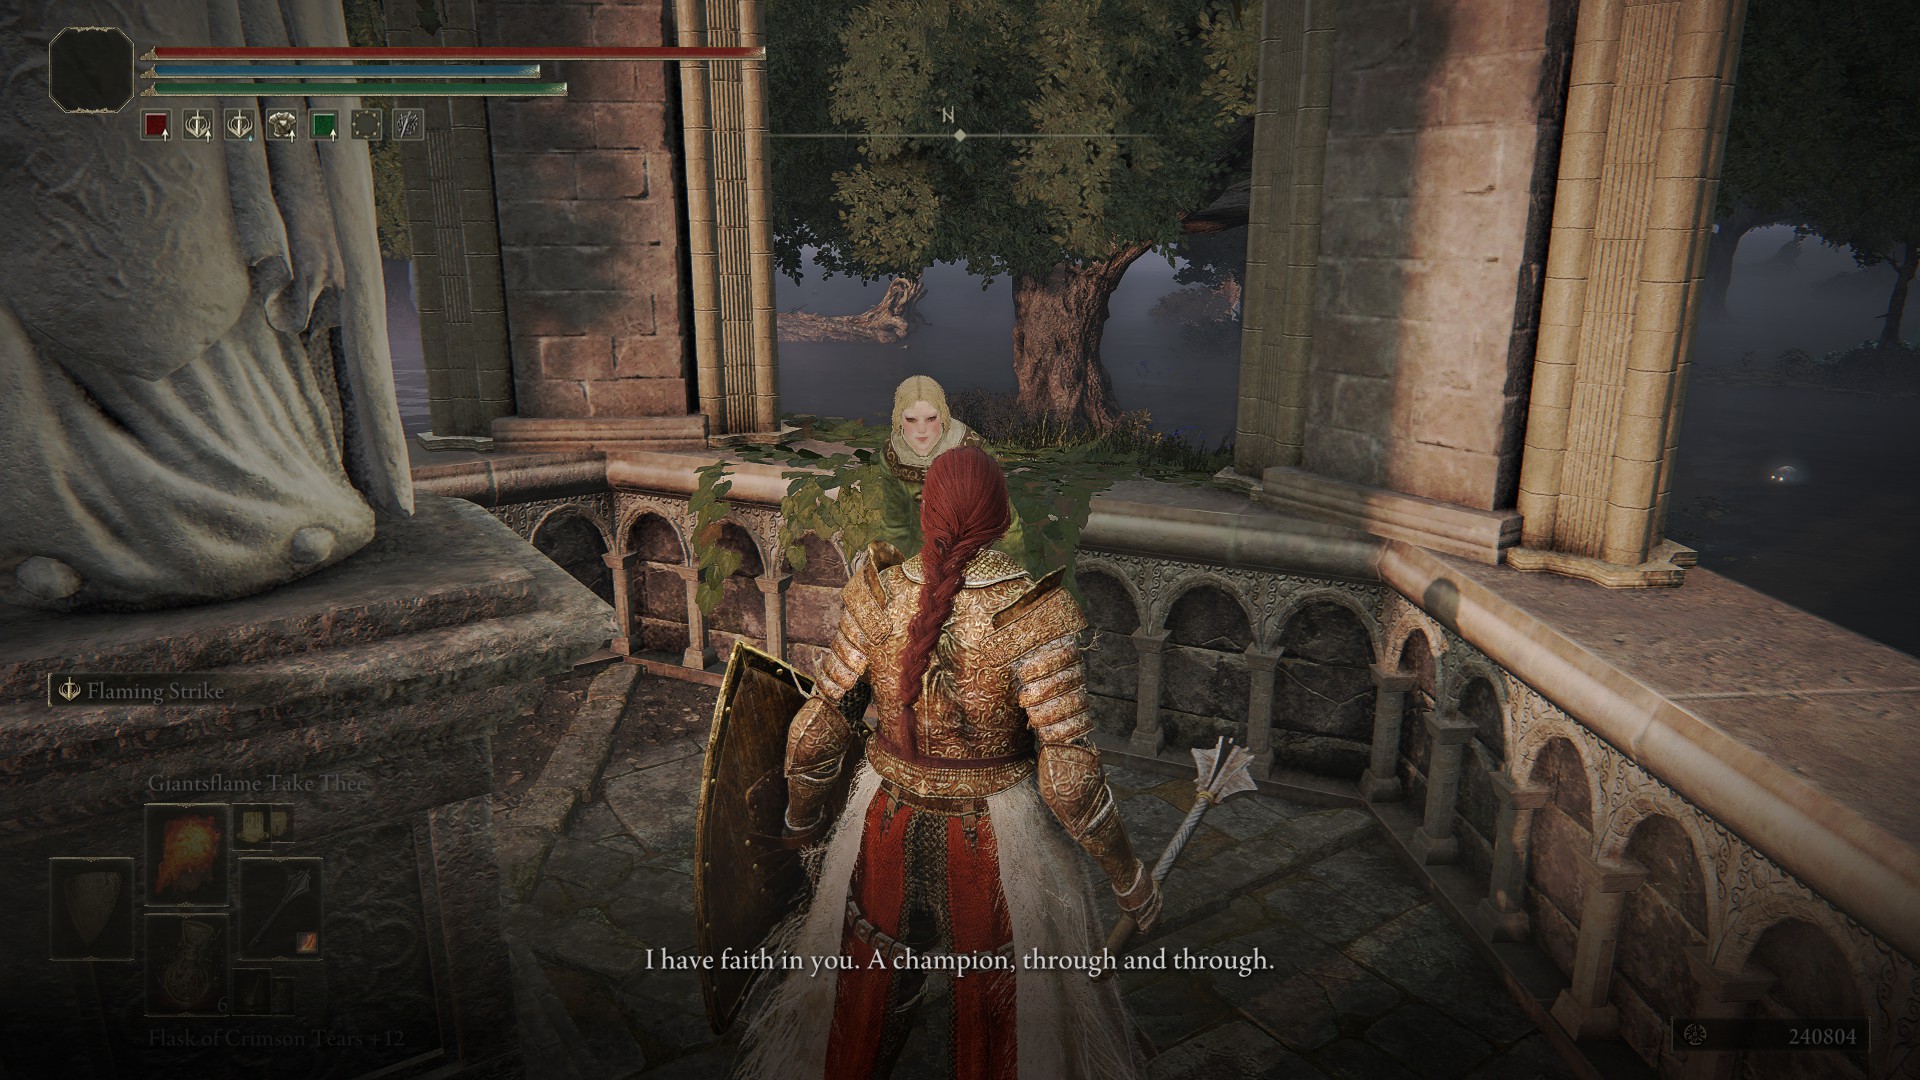 N
Flaming Strike
Giantsflame Take Thee
6
Flask of Crimson Tears +12
I have faith in you. A champion, through and through.
240804